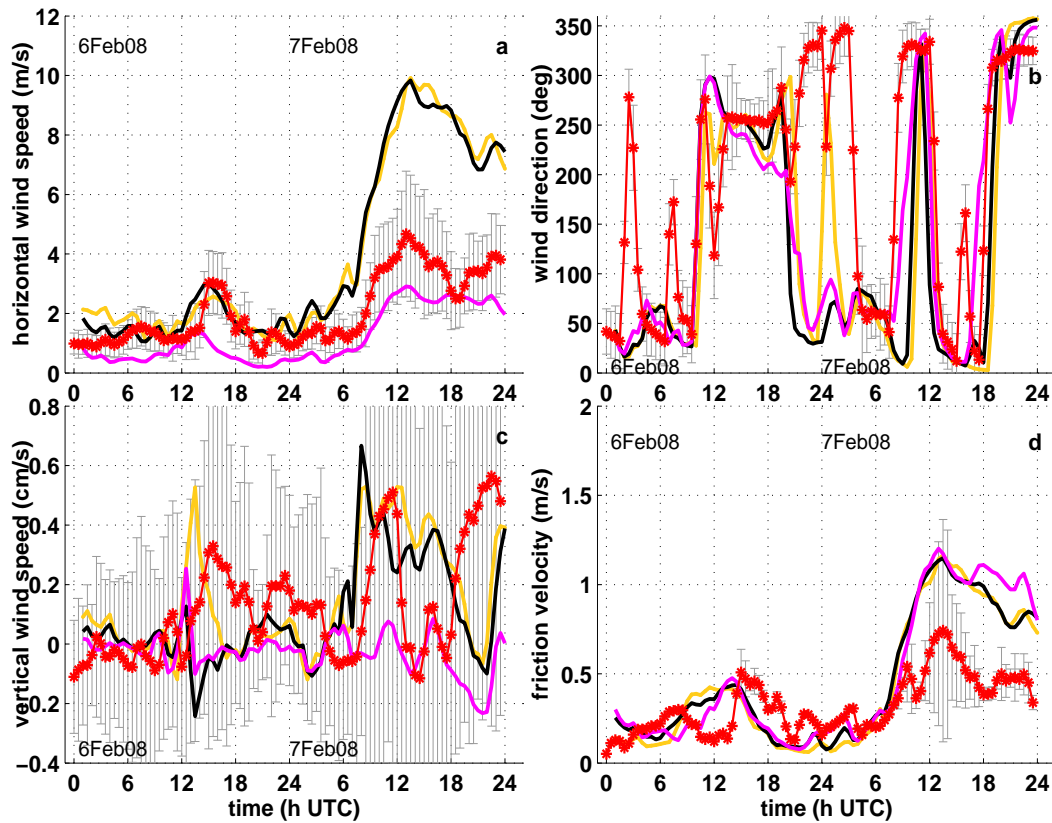 6Feb08
7Feb08
a
horizontal wind speed (m/s)
12
10
8
6
4
2
0
0 6 12 18 24 6 12 18 24
b
wind direction (deg)
350
300
250
200
150
100
50
0
6Feb08
7Feb08
0 6 12 18 24 6 12 18 24
c
vertical wind speed (cm/s)
0.8
0.6
0.4
0.2
0
−0.2
−0.4
6Feb08
7Feb08
0 6 12 18 24 6 12 18 24
time (h UTC)
6Feb08
7Feb08
d
friction velocity (m/s)
2
1.5
1
0.5
0
0 6 12 18 24 6 12 18 24
time (h UTC)